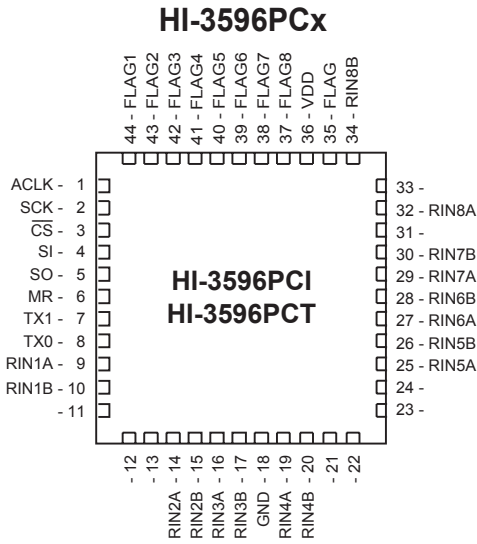 HI-3596PCx
44 - FLAG1
43 - FLAG2
42 - FLAG3
41 - FLAG4
40 - FLAG5
39 - FLAG6
38 - FLAG7
37 - FLAG8
36 - VDD
35 - FLAG
34 - RIN8B
ACLK - 1
SCK - 2
CS - 3
SI - 4
SO - 5
MR - 6
TX1 - 7
TX0 - 8
RIN1A - 9
RIN1B - 10
- 11
HI-3596PCI
HI-3596PCT
33 -
32 - RIN8A
31 -
30 - RIN7B
29 - RIN7A
28 - RIN6B
27 - RIN6A
26 - RIN5B
25 - RIN5A
24 -
23 -
- 12
- 13
RIN2A - 14
RIN2B - 15
RIN3A - 16
RIN3B - 17
GND - 18
RIN4A - 19
RIN4B - 20
- 21
- 22